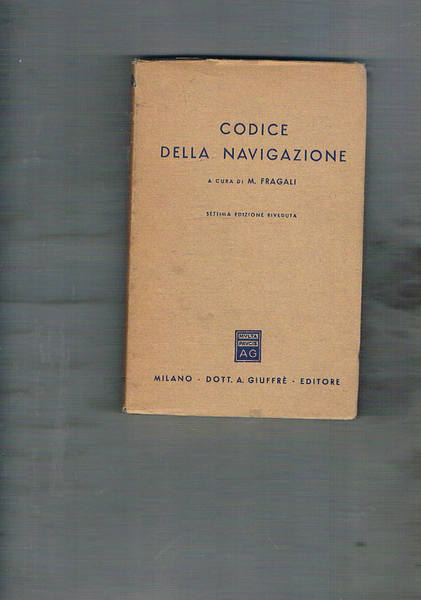 CODICE
DELLA NAVIGAZIONE
A CURA DI M. FRAGALI
SETTIMA EDIZIONE RIVEDUTA
MVLTA
PAVCIS
AG
MILANO - DOTT. A. GIUFFRÈ - EDITORE